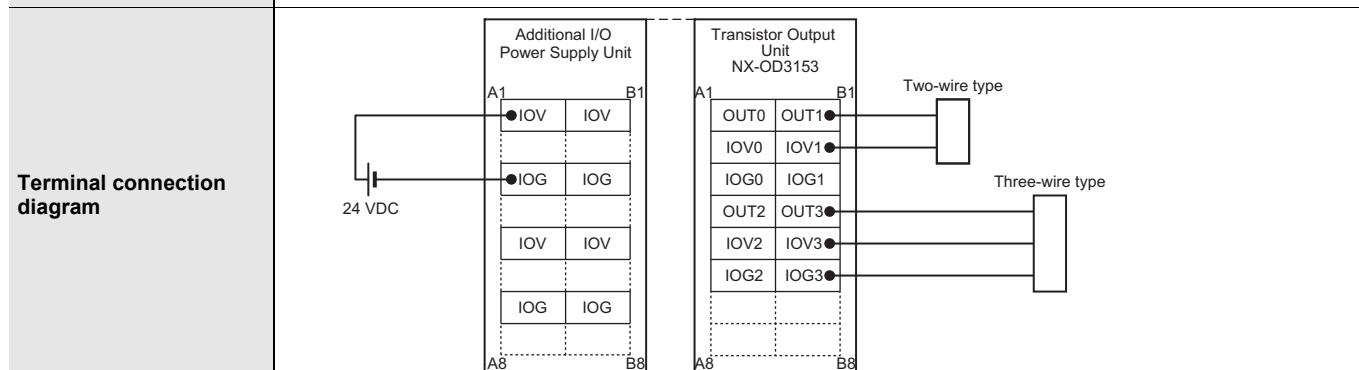 Terminal connection
diagram
24 VDC
Additional I/O
Power Supply Unit
A1 B1
IOV IOV
IOG IOG
IOV IOV
IOG IOG
A8 B8
Transistor Output
Unit
NX-OD3153
A1 B1
OUT0 OUT1
IOV0 IOV1
IOG0 IOG1
OUT2 OUT3
IOV2 IOV3
IOG2 IOG3
A8 B8
Two-wire type
Three-wire type